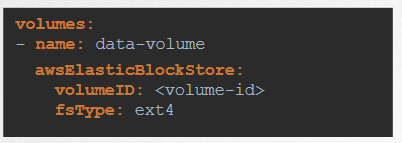 volumes:
- name: data-volume
  awsElasticBlockStore:
    volumeID: <volume-id>
    fsType: ext4